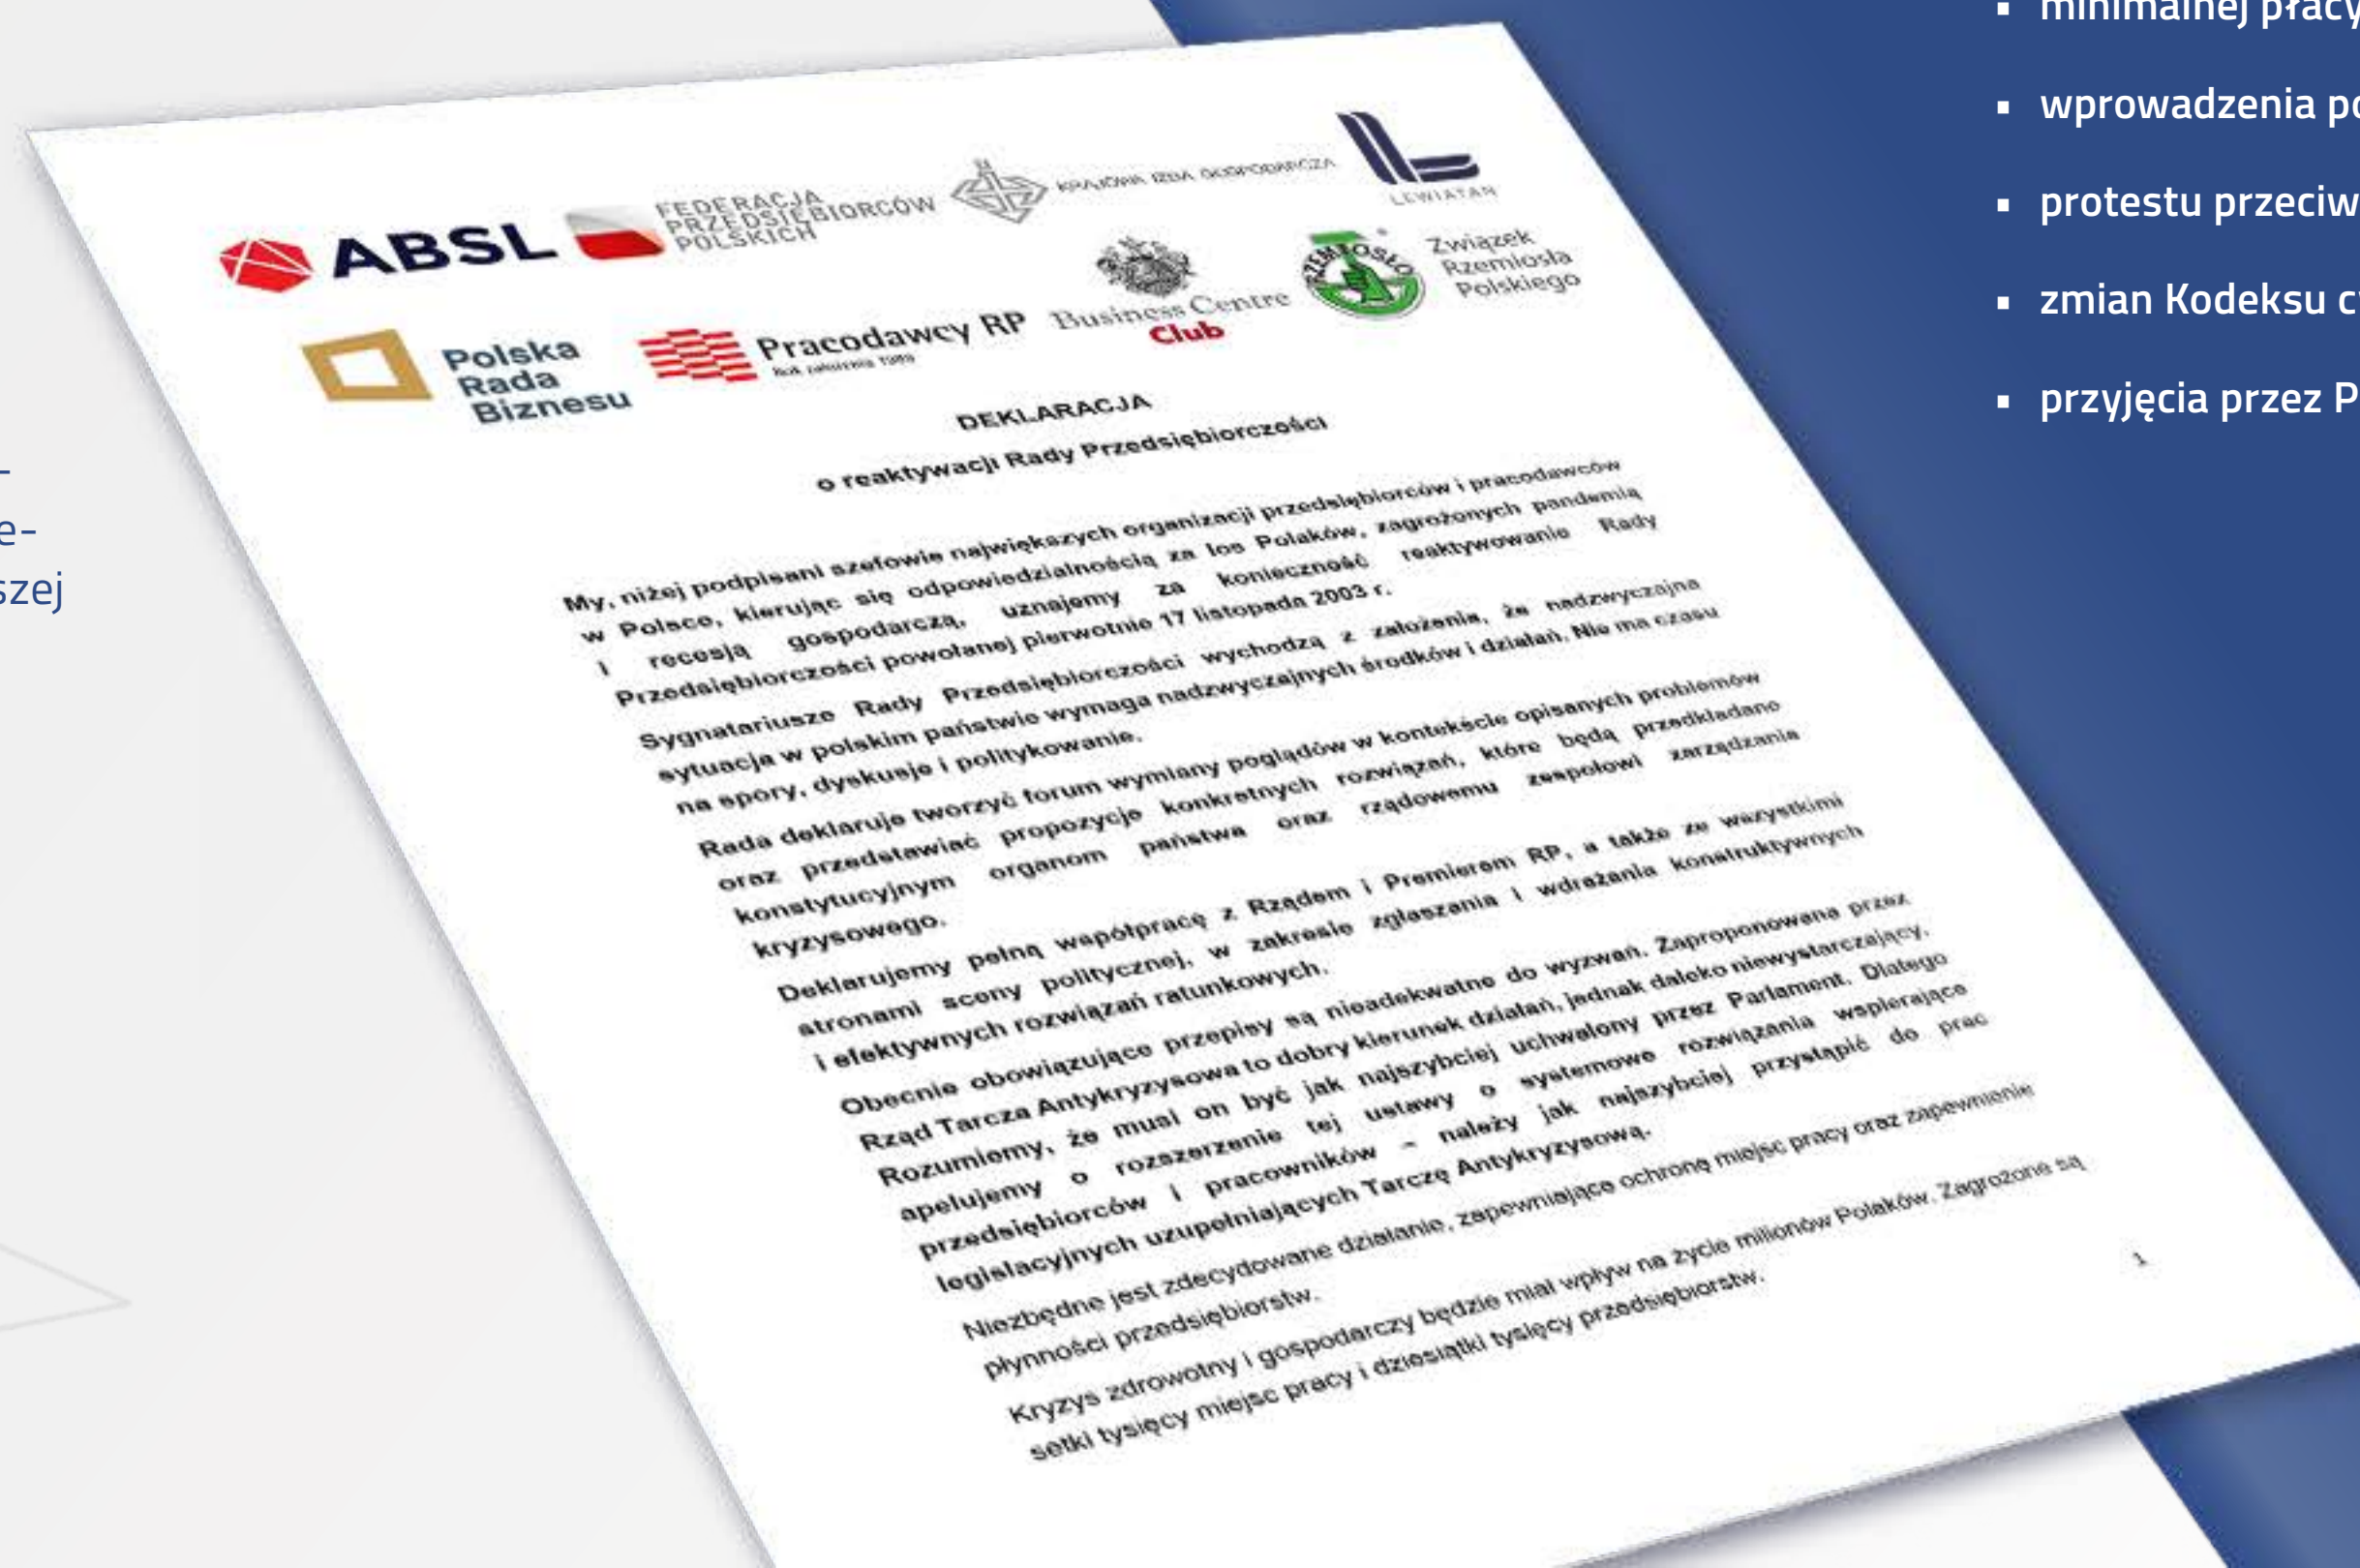 ABSL
FEDERACJA
PRZEDSIĘBIORCÓW
POLSKICH
KRAJOWA IZBA GOSPODARCZA
LEWIATAN
Polska
Rada
Biznesu
Pracodawcy RP
Rok założenia 1989
Business Centre
Club
RZEMIOSŁO
Związek
Rzemiosła
Polskiego
DEKLARACJA
o reaktywacji Rady Przedsiębiorczości
My, niżej podpisani szefowie największych organizacji przedsiębiorców i pracodawców
w Polsce, kierując się odpowiedzialnością za los Polaków, zagrożonych pandemią
i recesją gospodarczą, uznajemy za konieczność reaktywowanie Rady
Przedsiębiorczości powołanej pierwotnie 17 listopada 2003 r.
Sygnatariusze Rady Przedsiębiorczości wychodzą z założenia, że nadzwyczajna
sytuacja w polskim państwie wymaga nadzwyczajnych środków i działań. Nie ma czasu
na spory, dyskusje i politykowanie.
Rada deklaruje tworzyć forum wymiany poglądów w kontekście opisanych problemów
oraz przedstawiać propozycje konkretnych rozwiązań, które będą przedkładano
konstytucyjnym organom państwa oraz rządowemu zespołowi zarządzania
kryzysowego.
Deklarujemy pełną współpracę z Rządem i Premierem RP, a także ze wszystkimi
stronami sceny politycznej, w zakresie zgłaszania i wdrażania konstruktywnych
i efektywnych rozwiązań ratunkowych.
Obecnie obowiązujące przepisy są nieadekwatne do wyzwań. Zaproponowana przez
Rząd Tarcza Antykryzysowa to dobry kierunek działań, jednak daleko niewystarczający.
Rozumiemy, że musi on być jak najszybciej uchwalony przez Parlament. Dlatego
apelujemy o rozszerzenie tej ustawy o systemowe rozwiązania wspierające
przedsiębiorców i pracowników – należy jak najszybciej przystąpić do prac
legislacyjnych uzupełniających Tarczę Antykryzysową.
Niezbędne jest zdecydowane działanie, zapewniające ochronę miejsc pracy oraz zapewnienie
płynności przedsiębiorstw.
Kryzys zdrowotny i gospodarczy będzie miał wpływ na życie milionów Polaków. Zagrożone są
setki tysięcy miejsc pracy i dziesiątki tysięcy przedsiębiorstw.
1
-
e-
szej
▪ minimalnej płacy
▪ wprowadzenia po
▪ protestu przeciw
▪ zmian Kodeksu c
▪ przyjęcia przez P